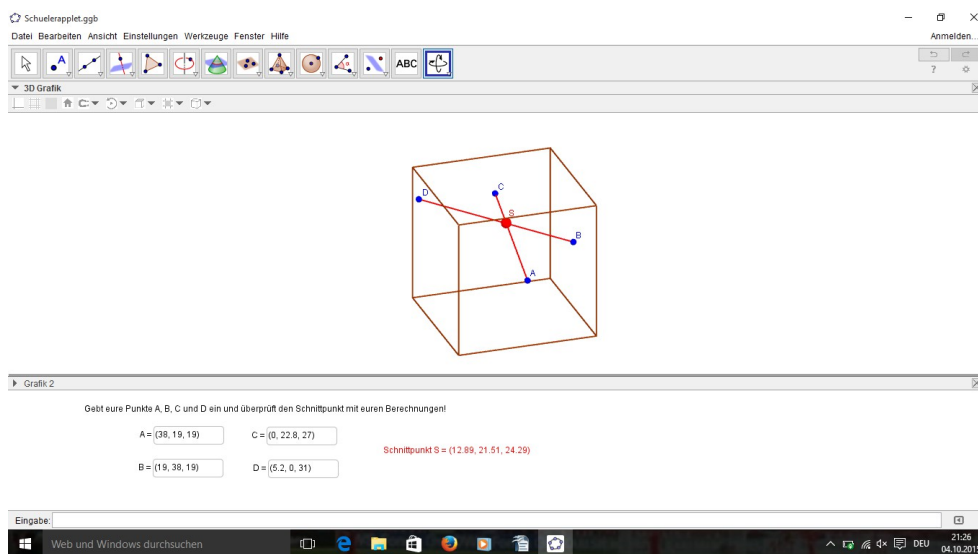 Schuelerapplet.ggb
Datei Bearbeiten Ansicht Einstellungen Werkzeuge Fenster Hilfe
Anmelden...
A
ABC
?
3D Grafik
D
C
S
B
A
Grafik 2
Gebt eure Punkte A, B, C und D ein und überprüft den Schnittpunkt mit euren Berechnungen!
A = (38, 19, 19)
C = (0, 22.8, 27)
Schnittpunkt S = (12.89, 21.51, 24.29)
B = (19, 38, 19)
D = (5.2, 0, 31)
Eingabe:
Web und Windows durchsuchen
DEU
21:26
04.10.201